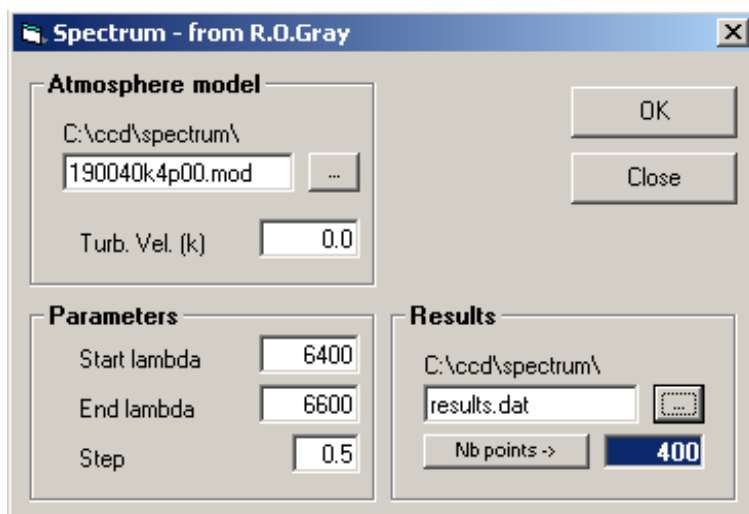 Spectrum - from R.O.Gray
Atmosphere model
C:\ccd\spectrum\
190040k4p00.mod
...
Turb. Vel. (k)
0.0
OK
Close
Parameters
Start lambda
6400
End lambda
6600
Step
0.5
Results
C:\ccd\spectrum\
results.dat
...
Nb points ->
400